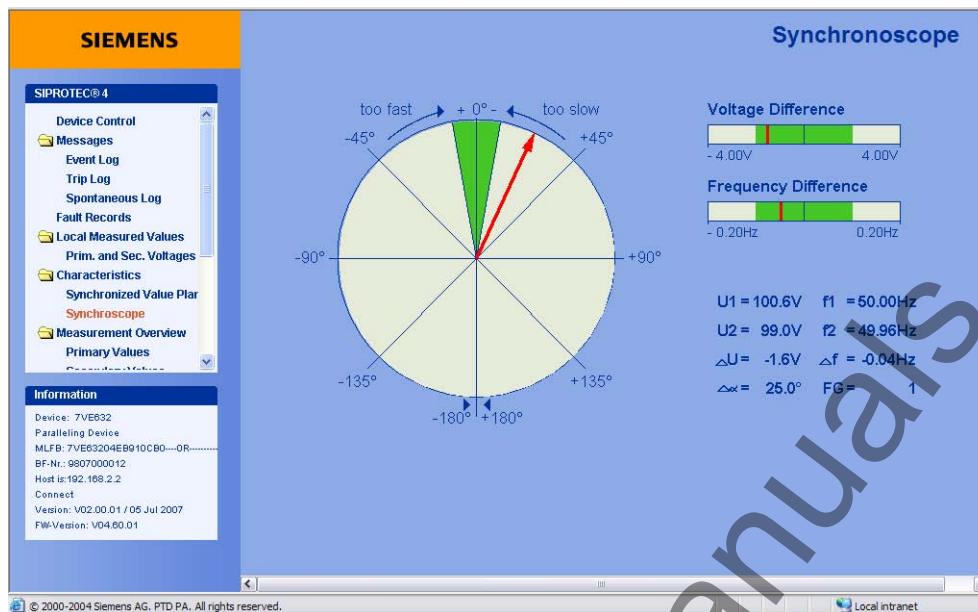 SIEMENS
Synchronoscope
SIPROTEC® 4
Device Control
Messages
Event Log
Trip Log
Spontaneous Log
Fault Records
Local Measured Values
Prim. and Sec. Voltages
Characteristics
Synchronized Value Plar
Synchroscope
Measurement Overview
Primary Values
Information
Device: 7VE632
Paralleling Device
MLFB: 7VE63204EB910CB0---0R---------
BF-Nr.: 9807000012
Host is:192.168.2.2
Connect
Version: V02.00.01 / 05 Jul 2007
FW-Version: V04.60.01
too fast + 0° - too slow
-45° +45°
-90° +90°
-135° +135°
-180° +180°
Voltage Difference
- 4.00V 4.00V
Frequency Difference
- 0.20Hz 0.20Hz
U1 = 100.6V f1 = 50.00Hz
U2 = 99.0V f2 = 49.96Hz
△U= -1.6V △f = -0.04Hz
△α= 25.0° FG = 1
© 2000-2004 Siemens AG. PTD PA. All rights reserved.
Local intranet
manuals